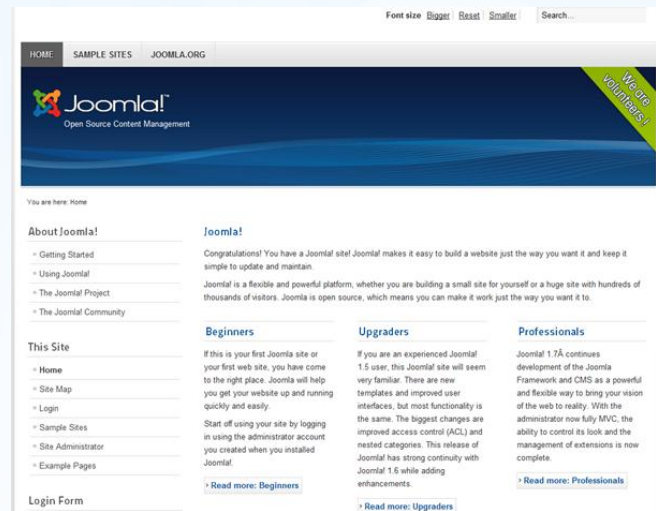 Font size Bigger Reset Smaller Search...
HOME SAMPLE SITES JOOMLA.ORG
Joomla!™
Open Source Content Management
We are
volunteers!
You are here: Home
About Joomla!
Getting Started
Using Joomla!
The Joomla! Project
The Joomla! Community
This Site
Home
Site Map
Login
Sample Sites
Site Administrator
Example Pages
Login Form
Joomla!
Congratulations! You have a Joomla! site! Joomla! makes it easy to build a website just the way you want it and keep it
simple to update and maintain.
Joomla! is a flexible and powerful platform, whether you are building a small site for yourself or a huge site with hundreds of
thousands of visitors. Joomla is open source, which means you can make it work just the way you want it to.
Beginners
If this is your first Joomla site or
your first web site, you have come
to the right place. Joomla will help
you get your website up and running
quickly and easily.
Start off using your site by logging
in using the administrator account
you created when you installed
Joomla!.
Read more: Beginners
Upgraders
If you are an experienced Joomla!
1.5 user, this Joomla! site will seem
very familiar. There are new
templates and improved user
interfaces, but most functionality is
the same. The biggest changes are
improved access control (ACL) and
nested categories. This release of
Joomla! has strong continuity with
Joomla! 1.6 while adding
enhancements.
Read more: Upgraders
Professionals
Joomla! 1.7Â continues
development of the Joomla
Framework and CMS as a powerful
and flexible way to bring your vision
of the web to reality. With the
administrator now fully MVC, the
ability to control its look and the
management of extensions is now
complete.
Read more: Professionals